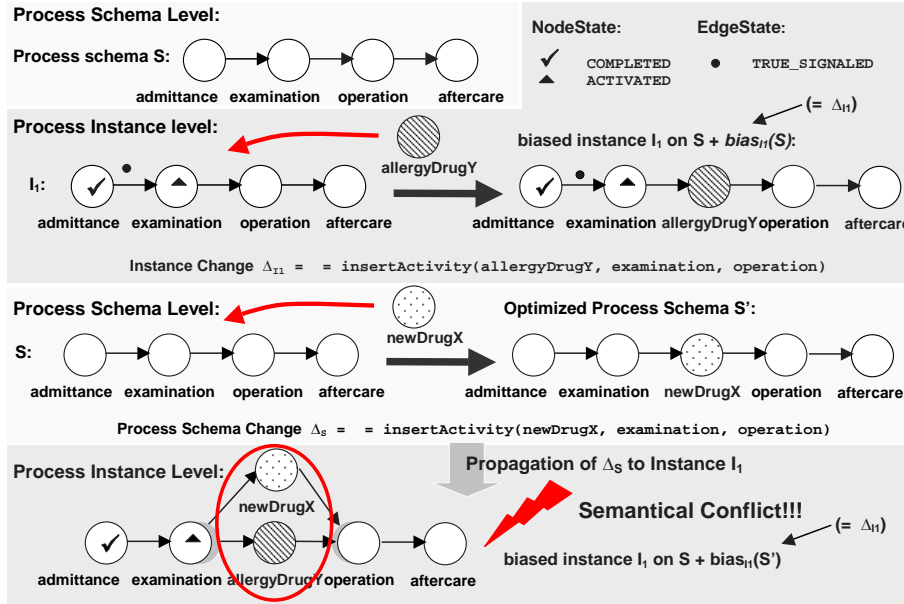 Process Schema Level:
Process schema S:
admittance examination operation aftercare
NodeState: EdgeState:
COMPLETED TRUE_SIGNALED
ACTIVATED
Process Instance level:
allergyDrugY
(= ΔI1)
biased instance I1 on S + biasI1(S):
I1:
admittance examination operation aftercare
admittance examination allergyDrugY operation aftercare
Instance Change ΔI1 = = insertActivity(allergyDrugY, examination, operation)
Process Schema Level:
newDrugX
Optimized Process Schema S’:
S:
admittance examination operation aftercare
admittance examination newDrugX operation aftercare
Process Schema Change ΔS = = insertActivity(newDrugX, examination, operation)
Process Instance Level:
Propagation of ΔS to Instance I1
newDrugX
Semantical Conflict!!!
(= ΔI1)
biased instance I1 on S + biasI1(S’)
admittance examination allergyDrugY operation aftercare